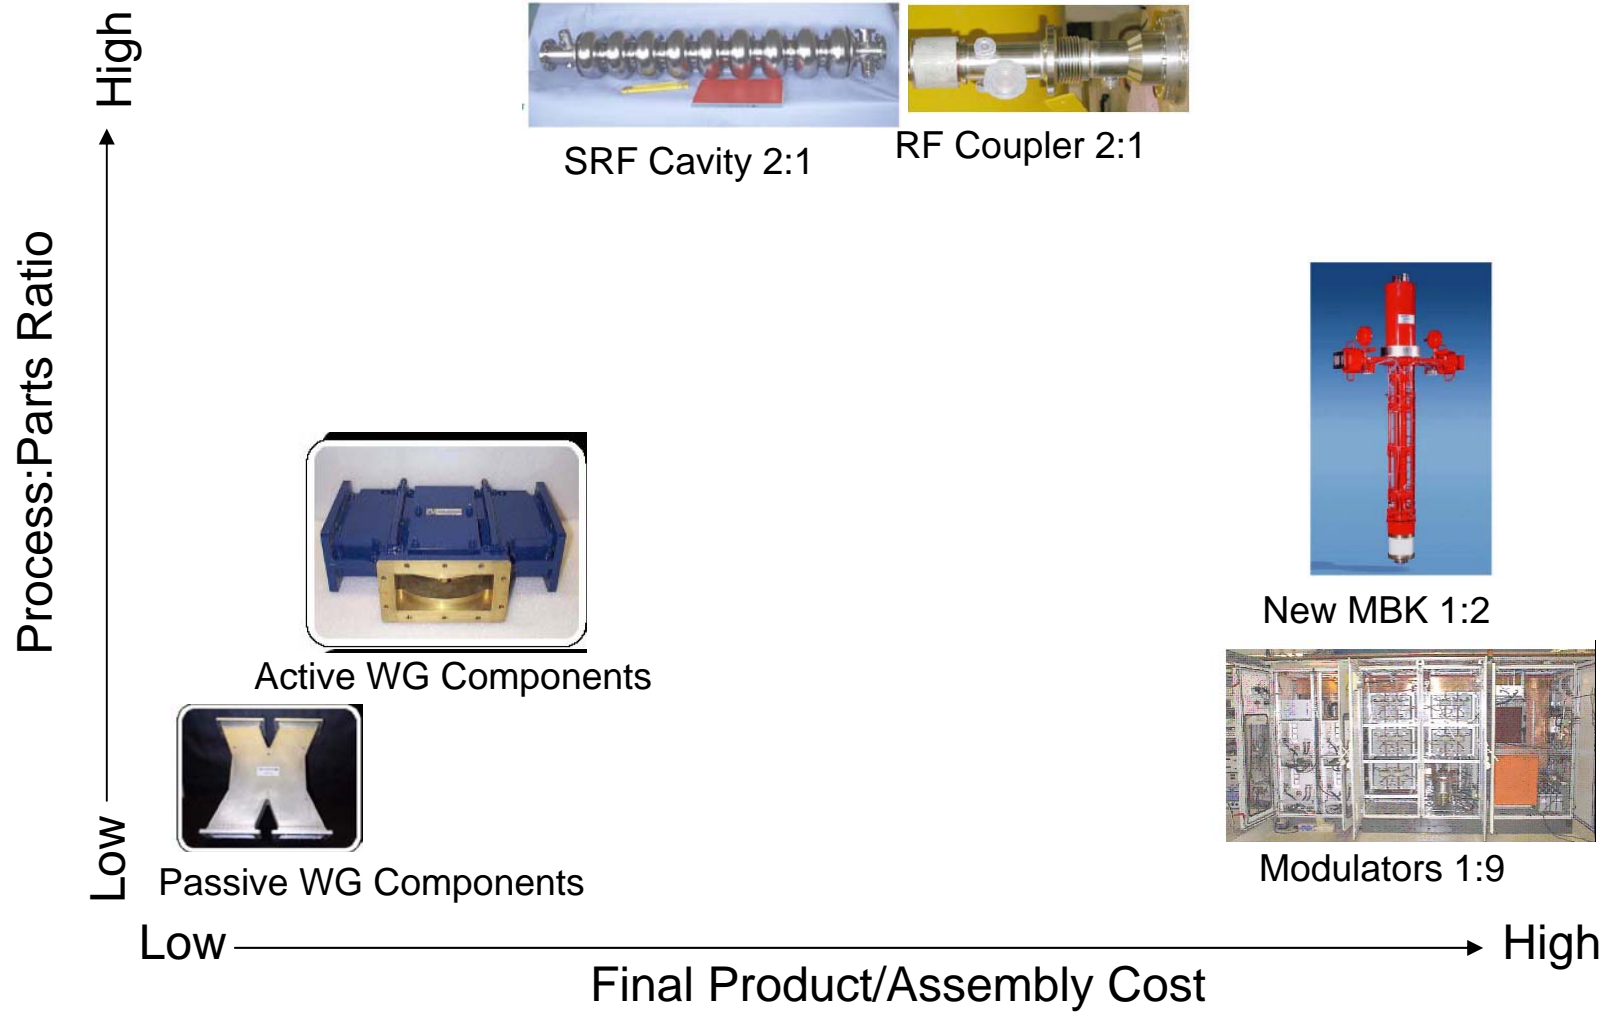 High
SRF Cavity 2:1
RF Coupler 2:1
Process:Parts Ratio
New MBK 1:2
Active WG Components
Modulators 1:9
Low
Passive WG Components
Low
High
Final Product/Assembly Cost